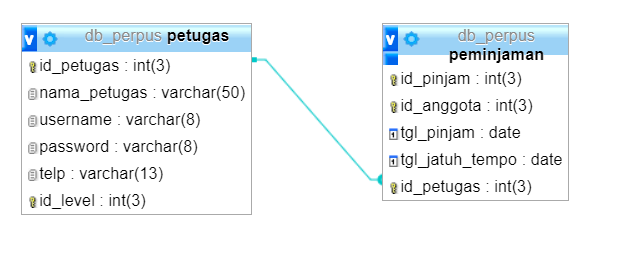 v db_perpus petugas
id_petugas : int(3)
nama_petugas : varchar(50)
username : varchar(8)
password : varchar(8)
telp : varchar(13)
id_level : int(3)
v db_perpus
peminjaman
id_pinjam : int(3)
id_anggota : int(3)
tgl_pinjam : date
tgl_jatuh_tempo : date
id_petugas : int(3)